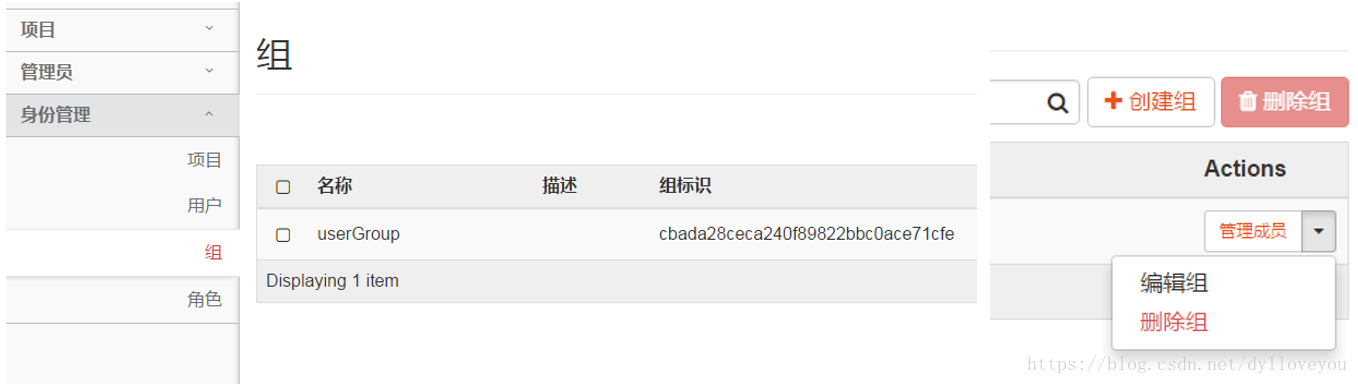 项目
管理员
身份管理
项目
用户
组
角色
组
名称 描述 组标识
userGroup cbada28ceca240f89822bbc0ace71cfe
Displaying 1 item
创建组 删除组
Actions
管理成员
编辑组
删除组
https://blog.csdn.net/dylloveyou